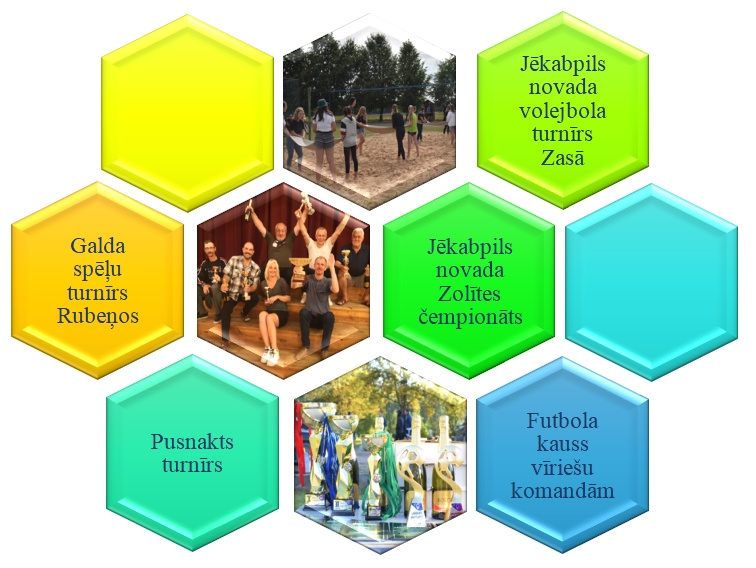 Jēkabpils
novada
volejbola
turnīrs
Zasā
Galda
spēļu
turnīrs
Rubeņos
Jēkabpils
novada
Zolītes
čempionāts
Pusnakts
turnīrs
Futbola
kauss
vīriešu
komandām